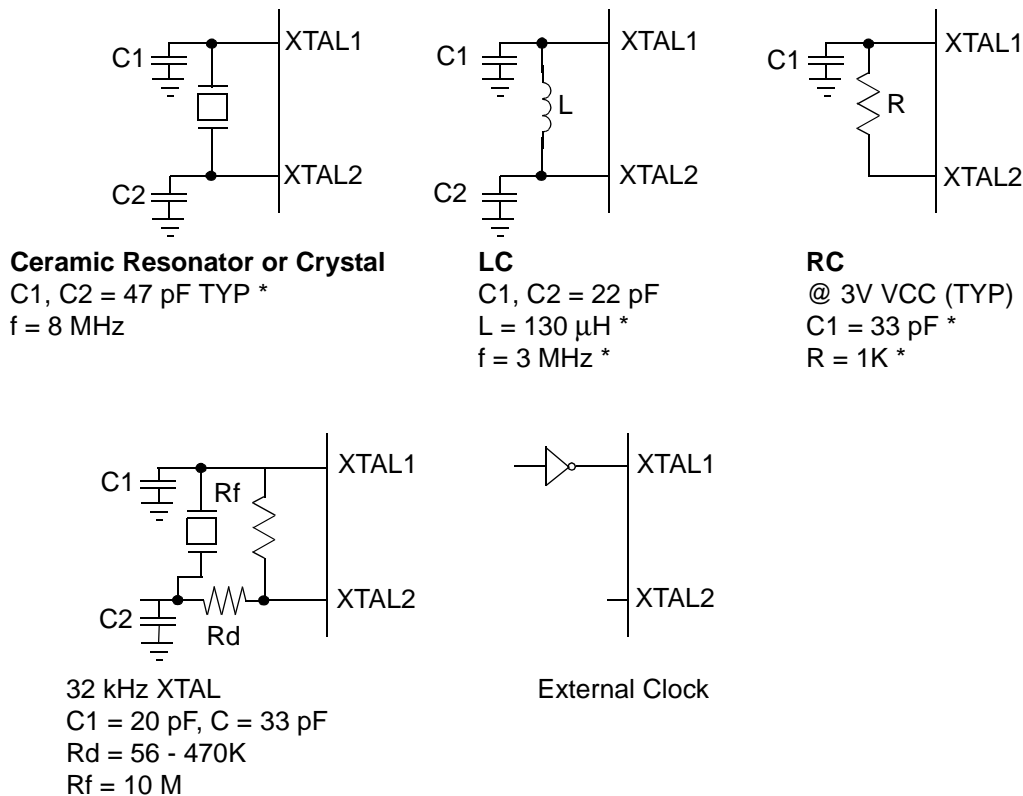 XTAL1
C1
XTAL2
C2
Ceramic Resonator or Crystal
C1, C2 = 47 pF TYP *
f = 8 MHz
XTAL1
C1
L
XTAL2
C2
LC
C1, C2 = 22 pF
L = 130 μH *
f = 3 MHz *
XTAL1
C1
R
XTAL2
RC
@ 3V VCC (TYP)
C1 = 33 pF *
R = 1K *
XTAL1
C1
Rf
XTAL2
C2
Rd
32 kHz XTAL
C1 = 20 pF, C = 33 pF
Rd = 56 - 470K
Rf = 10 M
XTAL1
XTAL2
External Clock